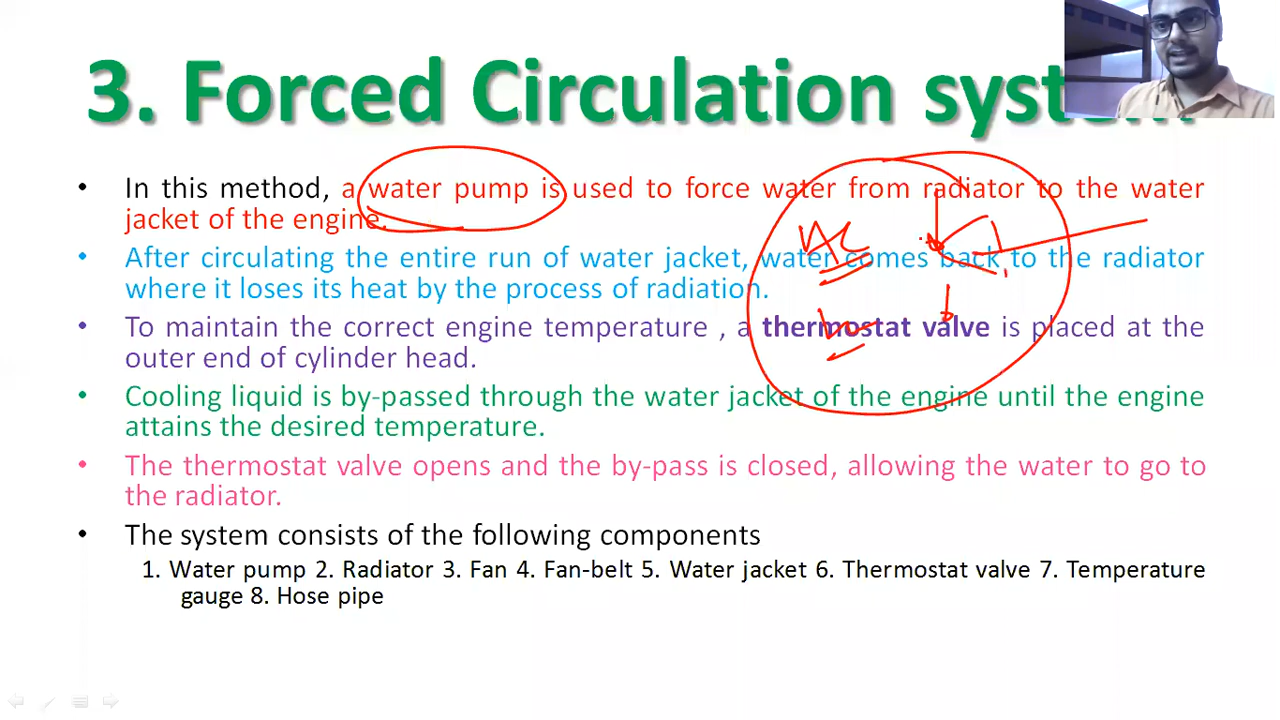 3. Forced Circulation system
• In this method, a water pump is used to force water from radiator to the water
jacket of the engine.
• After circulating the entire run of water jacket, water comes back to the radiator
where it loses its heat by the process of radiation.
• To maintain the correct engine temperature , a thermostat valve is placed at the
outer end of cylinder head.
• Cooling liquid is by-passed through the water jacket of the engine until the engine
attains the desired temperature.
• The thermostat valve opens and the by-pass is closed, allowing the water to go to
the radiator.
• The system consists of the following components
1. Water pump 2. Radiator 3. Fan 4. Fan-belt 5. Water jacket 6. Thermostat valve 7. Temperature
gauge 8. Hose pipe